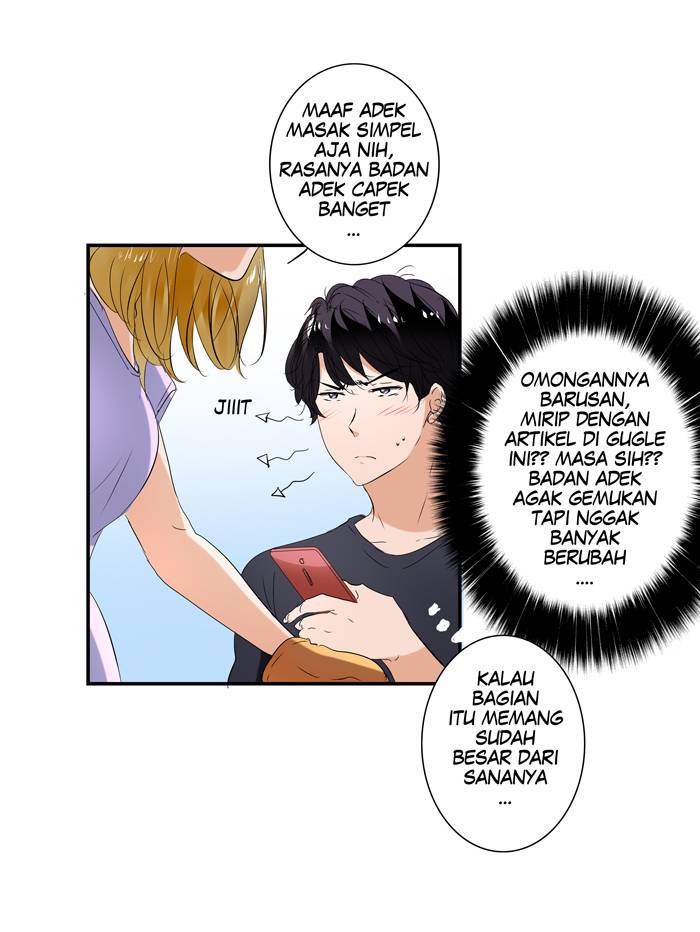 MAAF ADEK
MASAK SIMPEL
AJA NIH,
RASANYA BADAN
ADEK CAPEK
BANGET
...
JIIIT
OMONGANNYA
BARUSAN,
MIRIP DENGAN
ARTIKEL DI GUGLE
INI?? MASA SIH??
BADAN ADEK
AGAK GEMUKAN
TAPI NGGAK
BANYAK
BERUBAH
....
KALAU
BAGIAN
ITU MEMANG
SUDAH
BESAR DARI
SANANYA
...